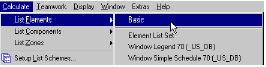 Calculate Teamwork Display Window Extras Help
List Elements
Basic
List Components
Element List Set
List Zones
Window Legend 70 (_US_DB)
Setup List Schemes...
Window Simple Schedule 70 (_US_DB)